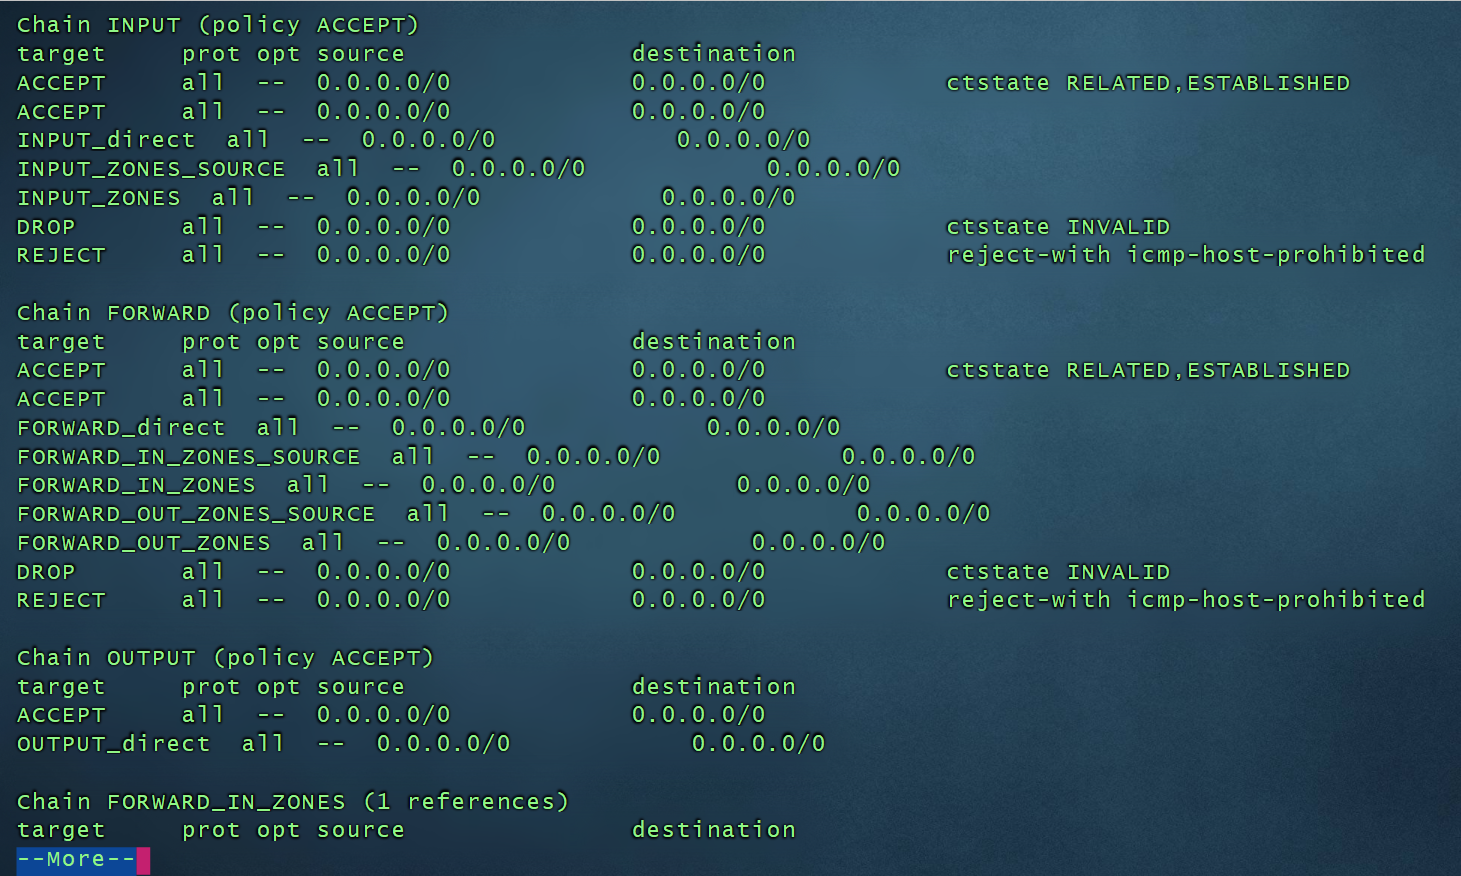 Chain INPUT (policy ACCEPT)
target     prot opt source               destination
ACCEPT     all  --  0.0.0.0/0            0.0.0.0/0            ctstate RELATED,ESTABLISHED
ACCEPT     all  --  0.0.0.0/0            0.0.0.0/0
INPUT_direct  all  --  0.0.0.0/0            0.0.0.0/0
INPUT_ZONES_SOURCE  all  --  0.0.0.0/0            0.0.0.0/0
INPUT_ZONES  all  --  0.0.0.0/0            0.0.0.0/0
DROP       all  --  0.0.0.0/0            0.0.0.0/0            ctstate INVALID
REJECT     all  --  0.0.0.0/0            0.0.0.0/0            reject-with icmp-host-prohibited

Chain FORWARD (policy ACCEPT)
target     prot opt source               destination
ACCEPT     all  --  0.0.0.0/0            0.0.0.0/0            ctstate RELATED,ESTABLISHED
ACCEPT     all  --  0.0.0.0/0            0.0.0.0/0
FORWARD_direct  all  --  0.0.0.0/0            0.0.0.0/0
FORWARD_IN_ZONES_SOURCE  all  --  0.0.0.0/0            0.0.0.0/0
FORWARD_IN_ZONES  all  --  0.0.0.0/0            0.0.0.0/0
FORWARD_OUT_ZONES_SOURCE  all  --  0.0.0.0/0            0.0.0.0/0
FORWARD_OUT_ZONES  all  --  0.0.0.0/0            0.0.0.0/0
DROP       all  --  0.0.0.0/0            0.0.0.0/0            ctstate INVALID
REJECT     all  --  0.0.0.0/0            0.0.0.0/0            reject-with icmp-host-prohibited

Chain OUTPUT (policy ACCEPT)
target     prot opt source               destination
ACCEPT     all  --  0.0.0.0/0            0.0.0.0/0
OUTPUT_direct  all  --  0.0.0.0/0            0.0.0.0/0

Chain FORWARD_IN_ZONES (1 references)
target     prot opt source               destination
--More--